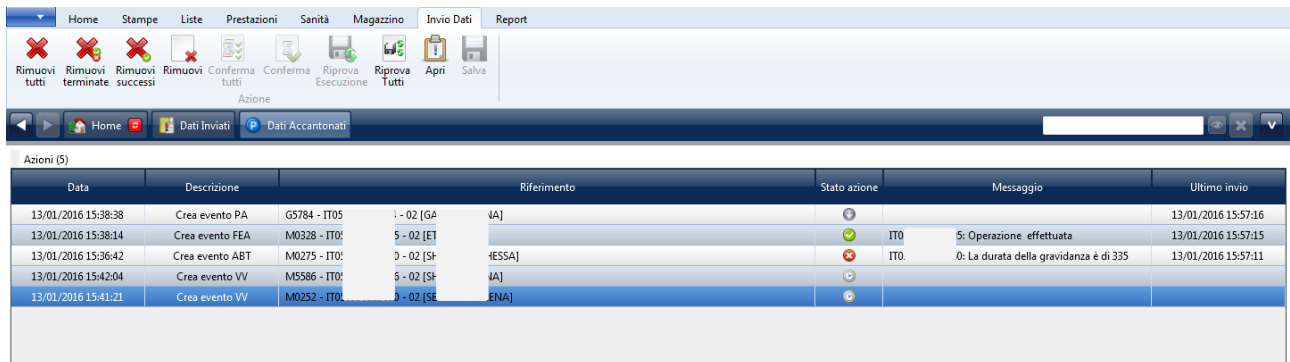 Home Stampe Liste Prestazioni Sanità Magazzino Invio Dati Report
Rimuovi tutti
Rimuovi terminate
Rimuovi successi
Rimuovi
Conferma tutti
Conferma
Riprova Esecuzione
Riprova Tutti
Apri
Salva
Azione
Home Dati Inviati P Dati Accantonati V
Azioni (5)
Data Descrizione Riferimento Stato azione Messaggio Ultimo invio
13/01/2016 15:38:38 Crea evento PA G5784 - IT05 - 02 [GA NA] 13/01/2016 15:57:16
13/01/2016 15:38:14 Crea evento FEA M0328 - IT05 5 - 02 [ET IT0 5: Operazione effettuata 13/01/2016 15:57:15
13/01/2016 15:36:42 Crea evento ABT M0275 - IT05 0 - 02 [SH HESSA] IT0 0: La durata della gravidanza è di 335 13/01/2016 15:57:11
13/01/2016 15:42:04 Crea evento VV M5586 - IT05 5 - 02 [SH NA]
13/01/2016 15:41:21 Crea evento VV M0252 - IT05 0 - 02 [SE ENA]